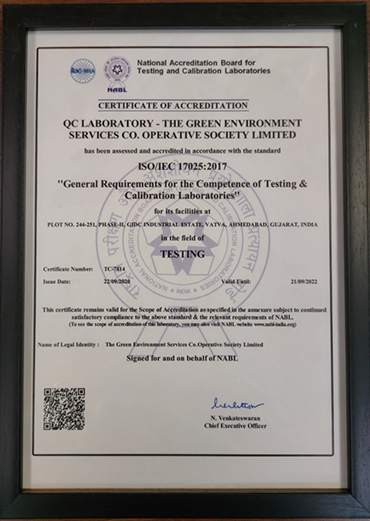 National Accreditation Board for
Testing and Calibration Laboratories
NABL
CERTIFICATE OF ACCREDITATION
QC LABORATORY - THE GREEN ENVIRONMENT
SERVICES CO. OPERATIVE SOCIETY LIMITED
has been assessed and accredited in accordance with the standard
ISO/IEC 17025:2017
"General Requirements for the Competence of Testing &
Calibration Laboratories"
for its facilities at
PLOT NO. 244-251, PHASE-II, GIDC INDUSTRIAL ESTATE, VATVA, AHMEDABAD, GUJARAT, INDIA
in the field of
TESTING
Certificate Number: TC-7814
Issue Date: 22/09/2020 Valid Until: 21/09/2022
This certificate remains valid for the Scope of Accreditation as specified in the annexure subject to continued
satisfactory compliance to the above standard & the relevant requirements of NABL.
(To see the scope of accreditation of this laboratory, you may also visit NABL website www.nabl-india.org)
Name of Legal Identity : The Green Environment Services Co.Operative Society Limited
Signed for and on behalf of NABL
N. Venkateswaran
Chief Executive Officer